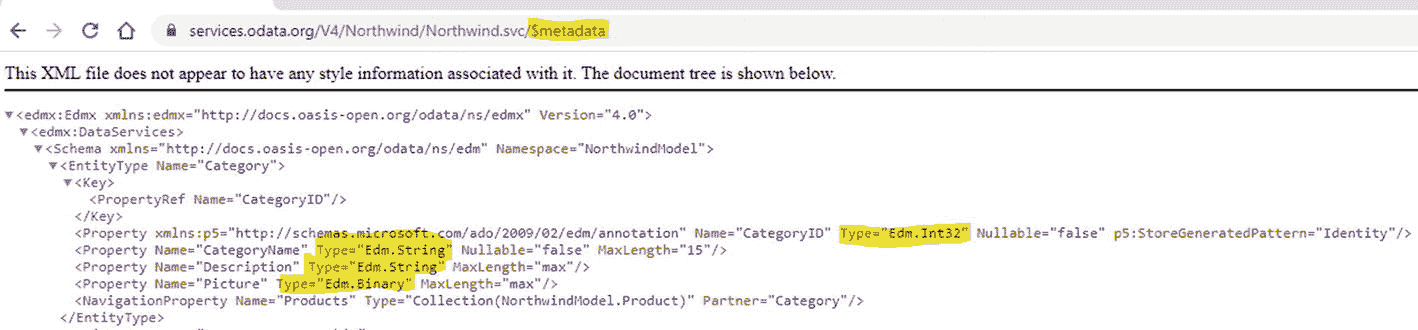 services.odata.org/V4/Northwind/Northwind.svc/$metadata
This XML file does not appear to have any style information associated with it. The document tree is shown below.
▼<edmx:Edmx xmlns:edmx="http://docs.oasis-open.org/odata/ns/edmx" Version="4.0">
▼<edmx:DataServices>
▼<Schema xmlns="http://docs.oasis-open.org/odata/ns/edm" Namespace="NorthwindModel">
▼<EntityType Name="Category">
▼<Key>
<PropertyRef Name="CategoryID"/>
</Key>
<Property xmlns:p5="http://schemas.microsoft.com/ado/2009/02/edm/annotation" Name="CategoryID" Type="Edm.Int32" Nullable="false" p5:StoreGeneratedPattern="Identity"/>
<Property Name="CategoryName" Type="Edm.String" Nullable="false" MaxLength="15"/>
<Property Name="Description" Type="Edm.String" MaxLength="max"/>
<Property Name="Picture" Type="Edm.Binary" MaxLength="max"/>
<NavigationProperty Name="Products" Type="Collection(NorthwindModel.Product)" Partner="Category"/>
</EntityType>